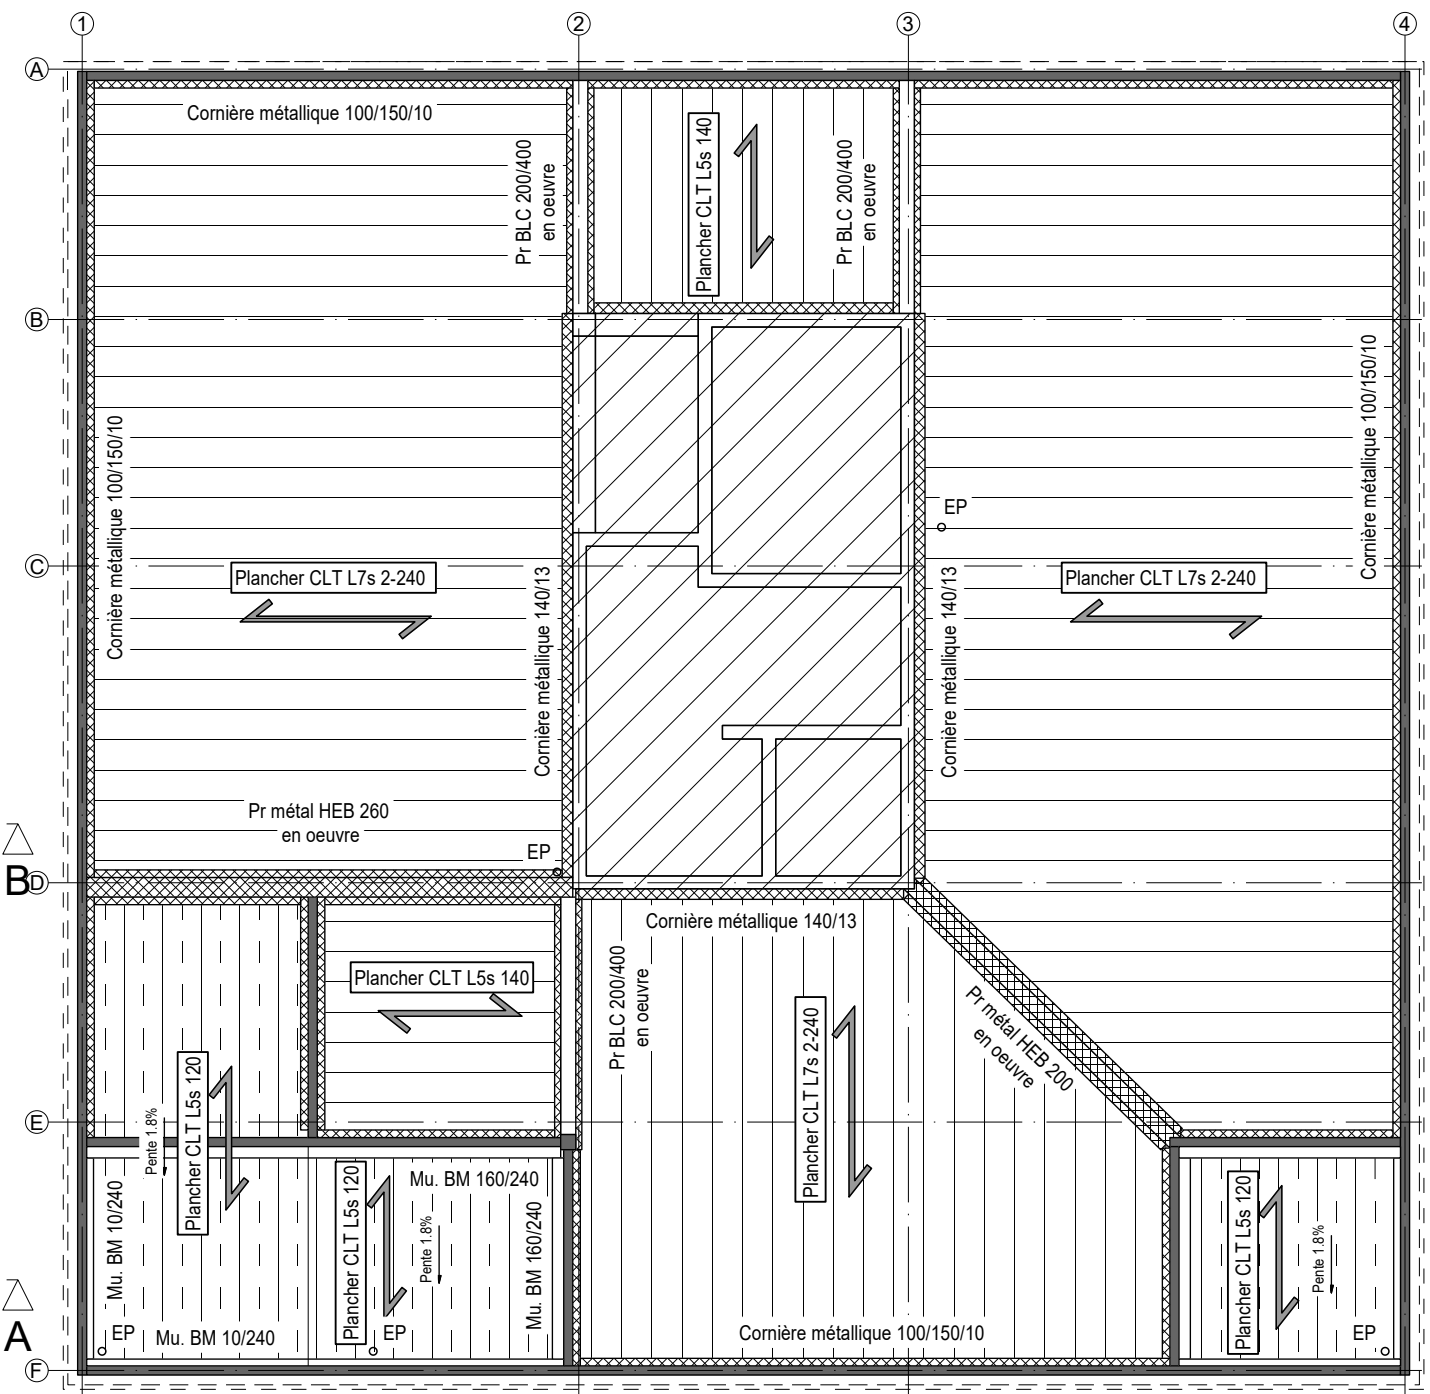 1
2
3
4
A
Cornière métallique 100/150/10
Pr BLC 200/400
en oeuvre
Plancher CLT L5s 140
Pr BLC 200/400
en oeuvre
B
Cornière métallique 100/150/10
Cornière métallique 100/150/10
EP
C
Plancher CLT L7s 2-240
Cornière métallique 140/13
Cornière métallique 140/13
Plancher CLT L7s 2-240
Pr métal HEB 260
en oeuvre
EP
B
D
Cornière métallique 140/13
Plancher CLT L5s 140
Pr BLC 200/400
en oeuvre
Plancher CLT L7s 2-240
Pr métal HEB 200
en oeuvre
E
Pente 1.8%
Plancher CLT L5s 120
Mu. BM 10/240
Plancher CLT L5s 120
Mu. BM 160/240
Pente 1.8%
Mu. BM 160/240
Plancher CLT L5s 120
Pente 1.8%
A
EP
Mu. BM 10/240
EP
Cornière métallique 100/150/10
EP
F